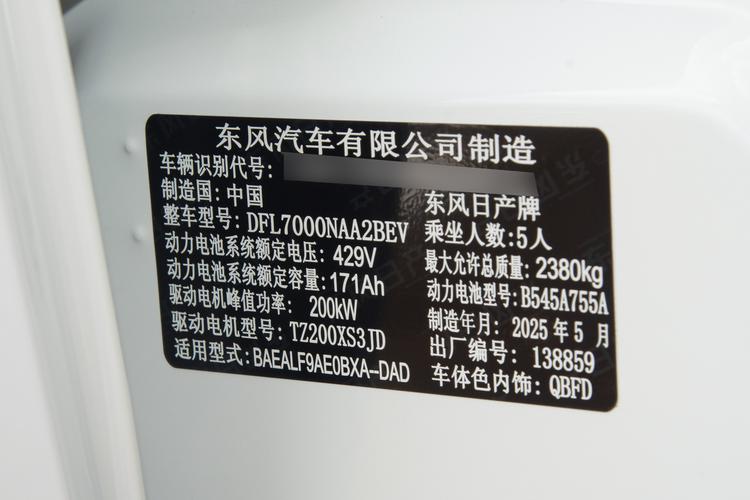 东风汽车有限公司制造
车辆识别代号:
制造国: 中国 东风日产牌
整车型号: DFL7000NAA2BEV 乘坐人数: 5人
动力电池系统额定电压: 429V 最大允许总质量: 2380kg
动力电池系统额定容量: 171Ah 动力电池型号: B545A755A
驱动电机峰值功率: 200kW 制造年月: 2025 年 5 月
驱动电机型号: TZ200XS3JD 出厂编号: 138859
适用型式: BAEALF9AE0BXA--DAD 车体色内饰: QBFD